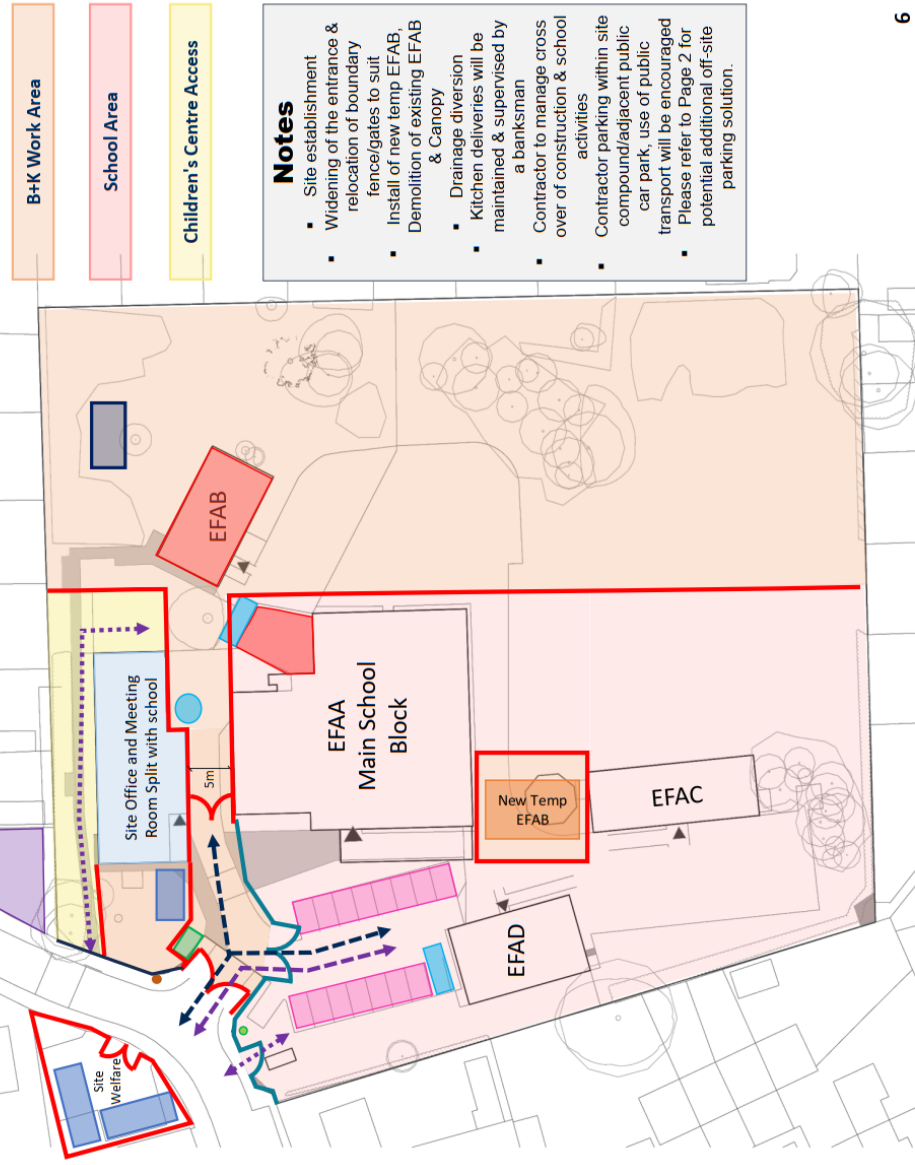 B+K Work Area
School Area
Children's Centre Access
Notes
▪ Site establishment
▪ Widening of the entrance &
relocation of boundary
fence/gates to suit
▪ Install of new temp EFAB,
Demolition of existing EFAB
& Canopy
▪ Drainage diversion
▪ Kitchen deliveries will be
maintained & supervised by
a banksman
▪ Contractor to manage cross
over of construction & school
activities
▪ Contractor parking within site
compound/adjacent public
car park, use of public
transport will be encouraged
▪ Please refer to Page 2 for
potential additional off-site
parking solution.
EFAB
Site Office and Meeting
Room Split with school
5m
EFAA
Main School
Block
New Temp
EFAB
EFAC
EFAD
Site
Welfare
6